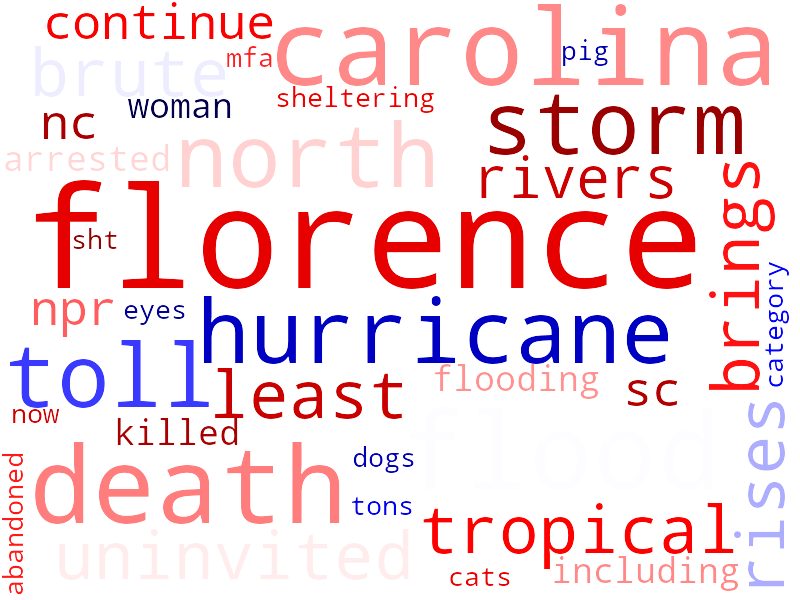 continue
carolina
pig
brute
mfa
sheltering
woman
storm
nc
arrested
north
rivers
brings
florence
sht
category
npr
eyes
hurricane
toll
least
flooding
sc
now
killed
flood
rises
death
dogs
abandoned
tons
tropical
uninvited
cats
including